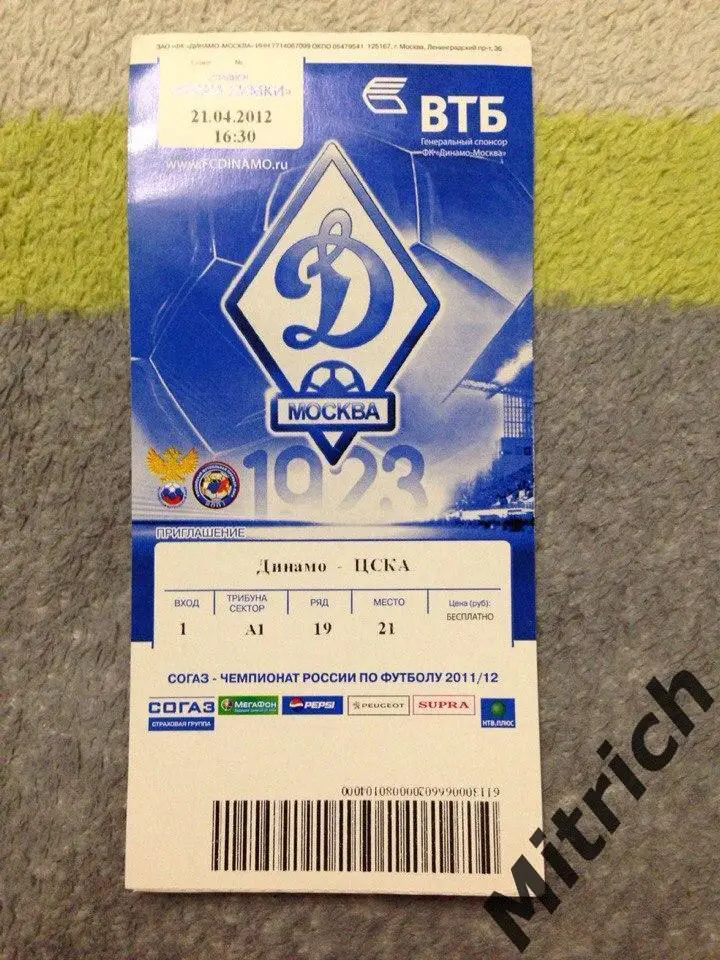 ЗАО «ФК «ДИНАМО-МОСКВА» ИНН 7714067099 ОКПО 05479541. 125167, г. Москва, Ленинградский пр-т, 36
№
21.04.2012
16:30
www.FCDINAMO.ru
ВТБ
Генеральный спонсор
ФК «Динамо-Москва»
Д
МОСКВА
1923
ПРИГЛАШЕНИЕ
Динамо - ЦСКА
ВХОД ТРИБУНА СЕКТОР РЯД МЕСТО Цена (руб):
1 А1 19 21 БЕСПЛАТНО
СОГАЗ - ЧЕМПИОНАТ РОССИИ ПО ФУТБОЛУ 2011/12
СОГАЗ МЕГАФОН PEPSI PEUGEOT SUPRA НТВ.ПЛЮС
СТРАХОВАЯ ГРУППА
Mitrich